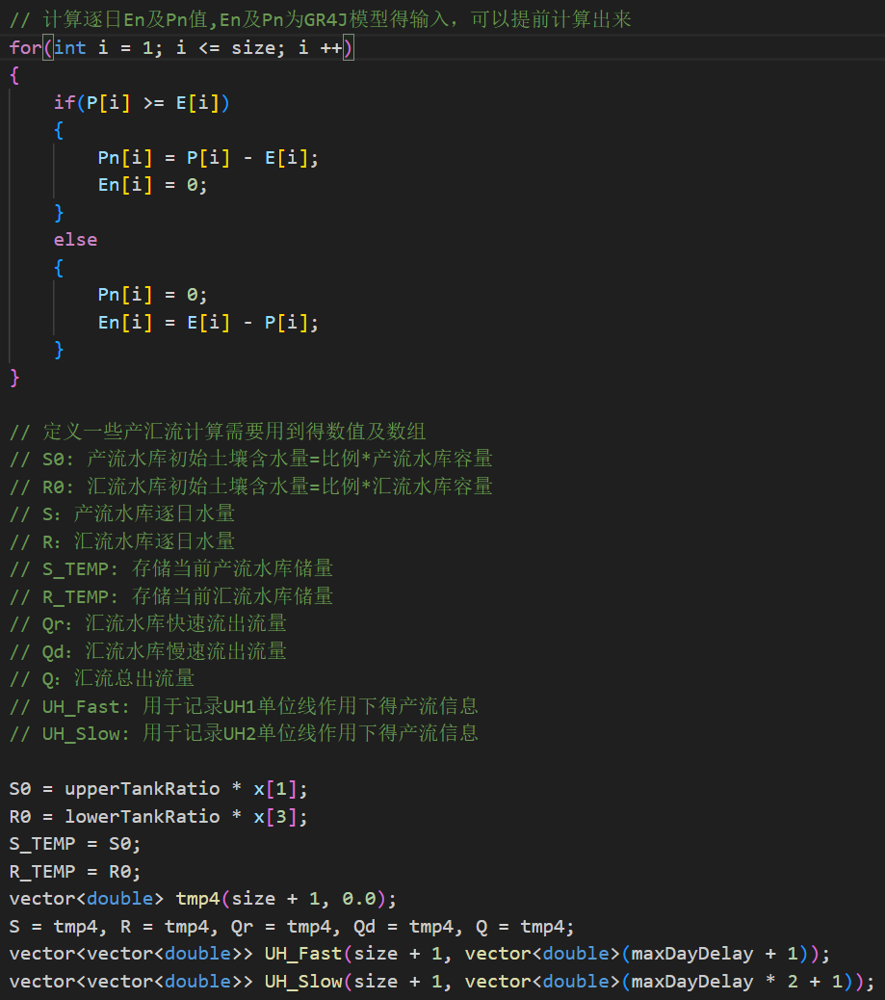 // 计算逐日En及Pn值,En及Pn为GR4J模型得输入，可以提前计算出来
for(int i = 1; i <= size; i ++)
{
    if(P[i] >= E[i])
    {
        Pn[i] = P[i] - E[i];
        En[i] = 0;
    }
    else
    {
        Pn[i] = 0;
        En[i] = E[i] - P[i];
    }
}
// 定义一些产汇流计算需要用到得数值及数组
// S0: 产流水库初始土壤含水量=比例*产流水库容量
// R0: 汇流水库初始土壤含水量=比例*汇流水库容量
// S：产流水库逐日水量
// R：汇流水库逐日水量
// S_TEMP: 存储当前产流水库储量
// R_TEMP: 存储当前汇流水库储量
// Qr：汇流水库快速流出流量
// Qd：汇流水库慢速流出流量
// Q：汇流总出流量
// UH_Fast: 用于记录UH1单位线作用下得产流信息
// UH_Slow: 用于记录UH2单位线作用下得产流信息
S0 = upperTankRatio * x[1];
R0 = lowerTankRatio * x[3];
S_TEMP = S0;
R_TEMP = R0;
vector<double> tmp4(size + 1, 0.0);
S = tmp4, R = tmp4, Qr = tmp4, Qd = tmp4, Q = tmp4;
vector<vector<double>> UH_Fast(size + 1, vector<double>(maxDayDelay + 1));
vector<vector<double>> UH_Slow(size + 1, vector<double>(maxDayDelay * 2 + 1));